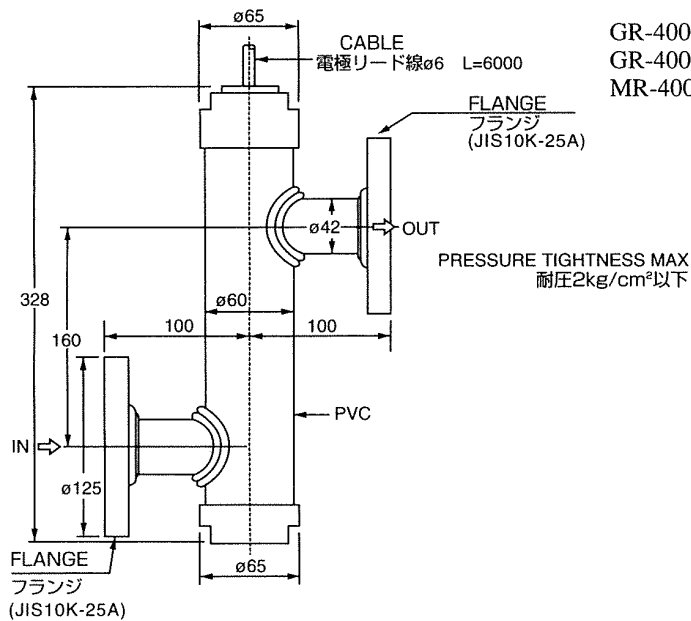 ø65
CABLE
電極リード線ø6 L=6000
GR-400
GR-400
MR-400
FLANGE
フランジ
(JIS10K-25A)
ø42
OUT
PRESSURE TIGHTNESS MAX
耐圧2kg/cm²以下
328
160
ø60
100
100
PVC
IN
ø125
FLANGE
フランジ
(JIS10K-25A)
ø65